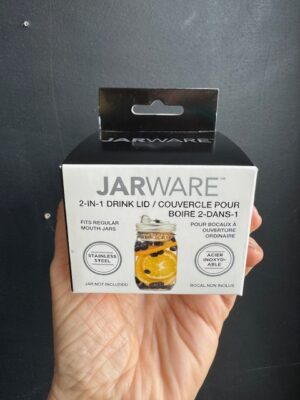 JARWARE
JARWARE™
2-IN-1 DRINK LID / COUVERCLE POUR
BOIRE 2-DANS-1
FITS REGULAR
MOUTH JARS
STAINLESS
STEEL
JAR NOT INCLUDED
POUR BOCAUX À
OUVERTURE
ORDINAIRE
ACIER
INOXYD-
ABLE
BOCAL NON INCLUS